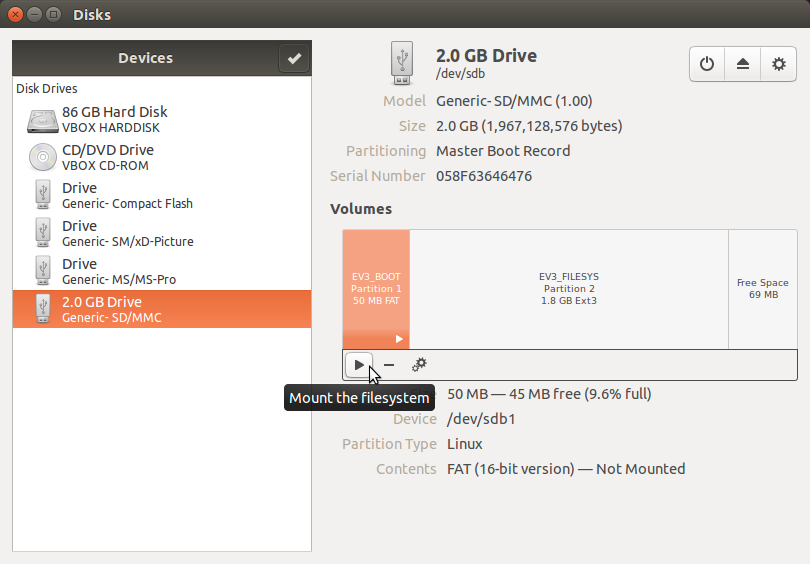 Disks
Devices
Disk Drives
86 GB Hard Disk
VBOX HARDDISK
CD/DVD Drive
VBOX CD-ROM
Drive
Generic- Compact Flash
Drive
Generic- SM/xD-Picture
Drive
Generic- MS/MS-Pro
2.0 GB Drive
Generic- SD/MMC
2.0 GB Drive
/dev/sdb
Model Generic- SD/MMC (1.00)
Size 2.0 GB (1,967,128,576 bytes)
Partitioning Master Boot Record
Serial Number 058F63646476
Volumes
EV3_BOOT
Partition 1
50 MB FAT
EV3_FILESYS
Partition 2
1.8 GB Ext3
Free Space
69 MB
Mount the filesystem
50 MB — 45 MB free (9.6% full)
Device /dev/sdb1
Partition Type Linux
Contents FAT (16-bit version) — Not Mounted